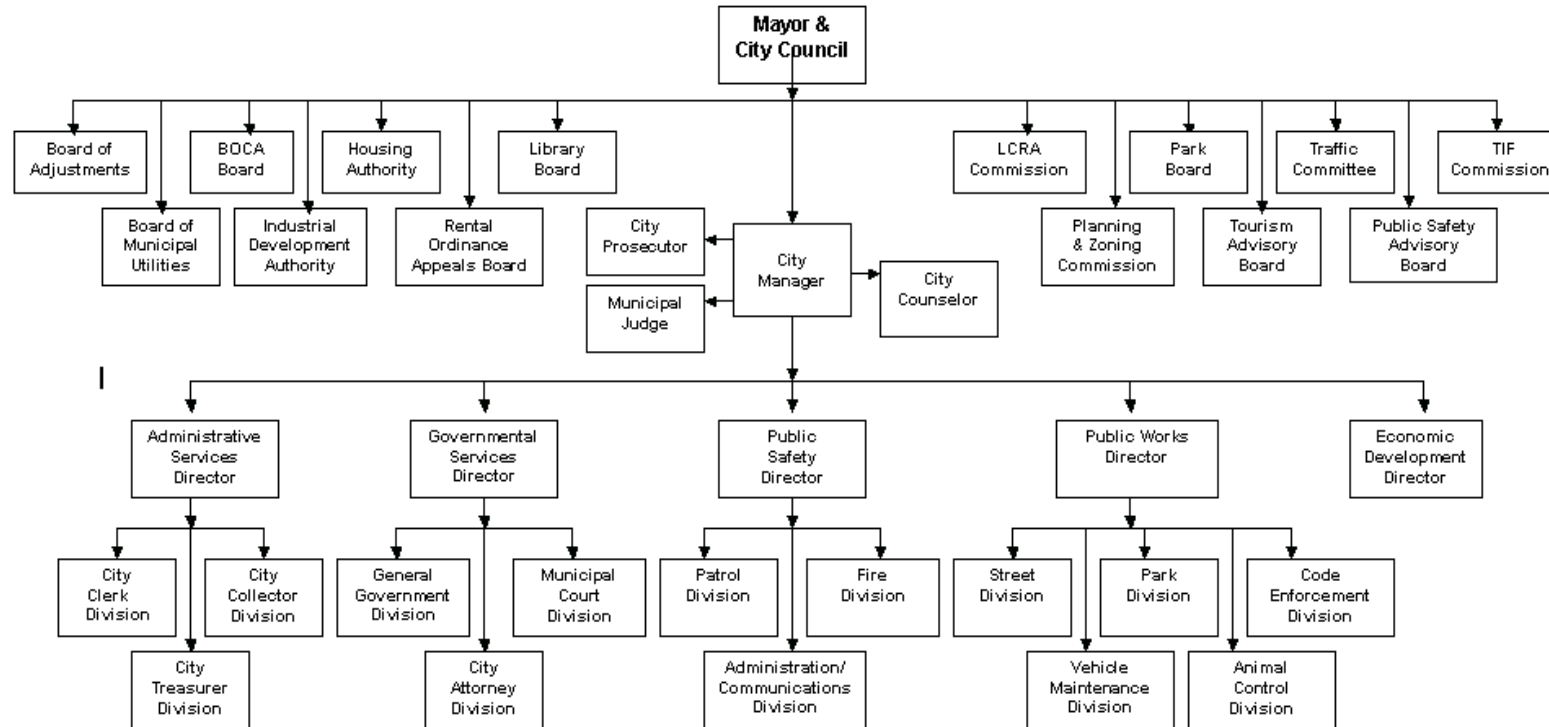 Mayor &
City Council
Board of
Adjustments
BOCA
Board
Housing
Authority
Library
Board
LCRA
Commission
Park
Board
Traffic
Committee
TIF
Commission
Board of
Municipal
Utilities
Industrial
Development
Authority
Rental
Ordinance
Appeals Board
City
Prosecutor
City
Manager
Municipal
Judge
City
Counselor
Planning
& Zoning
Commission
Tourism
Advisory
Board
Public Safety
Advisory
Board
Administrative
Services
Director
Governmental
Services
Director
Public
Safety
Director
Public Works
Director
Economic
Development
Director
City
Clerk
Division
City
Collector
Division
General
Government
Division
Municipal
Court
Division
Patrol
Division
Fire
Division
Street
Division
Park
Division
Code
Enforcement
Division
City
Treasurer
Division
City
Attorney
Division
Administration/
Communications
Division
Vehicle
Maintenance
Division
Animal
Control
Division